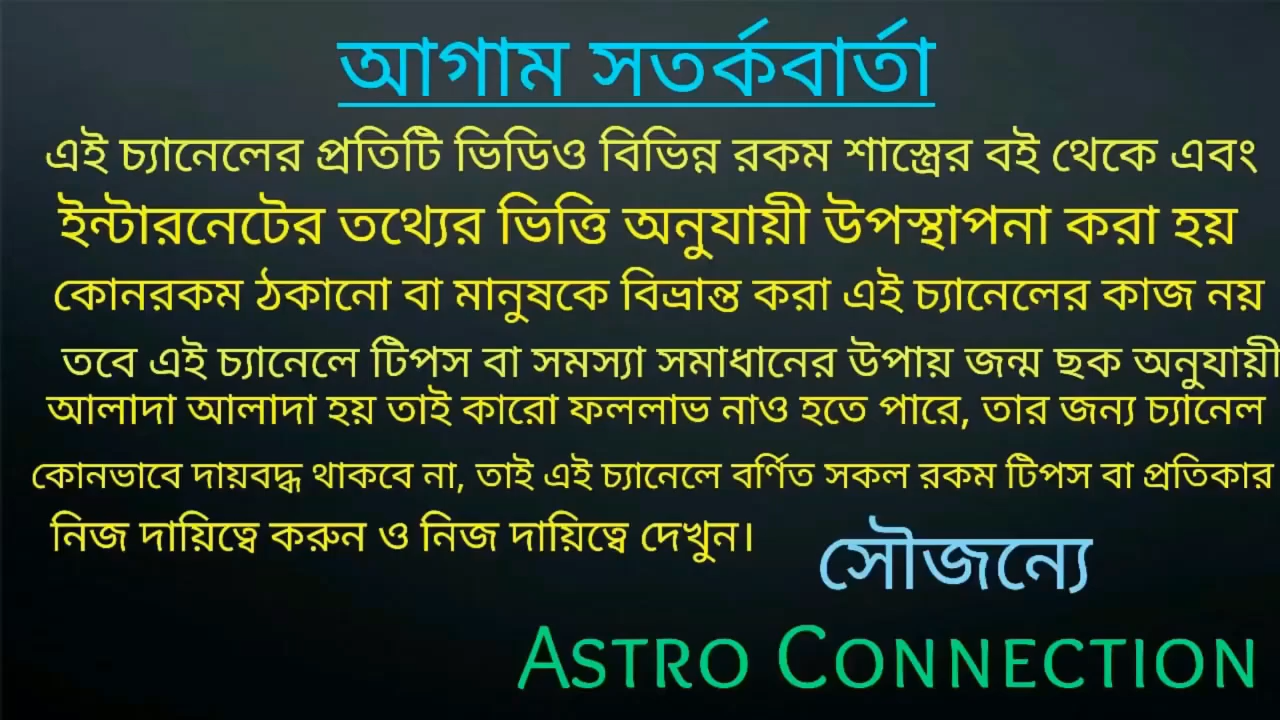 আগাম সতর্কবার্তা
এই চ্যানেলের প্রতিটি ভিডিও বিভিন্ন রকম শাস্ত্রের বই থেকে এবং
ইন্টারনেটের তথ্যের ভিত্তি অনুযায়ী উপস্থাপনা করা হয়
কোনরকম ঠকানো বা মানুষকে বিভ্রান্ত করা এই চ্যানেলের কাজ নয়
তবে এই চ্যানেলে টিপস বা সমস্যা সমাধানের উপায় জন্ম ছক অনুযায়ী
আলাদা আলাদা হয় তাই কারো ফললাভ নাও হতে পারে, তার জন্য চ্যানেল
কোনভাবে দায়বদ্ধ থাকবে না, তাই এই চ্যানেলে বর্ণিত সকল রকম টিপস বা প্রতিকার
নিজ দায়িত্বে করুন ও নিজ দায়িত্বে দেখুন।
সৌজন্যে
ASTRO CONNECTION